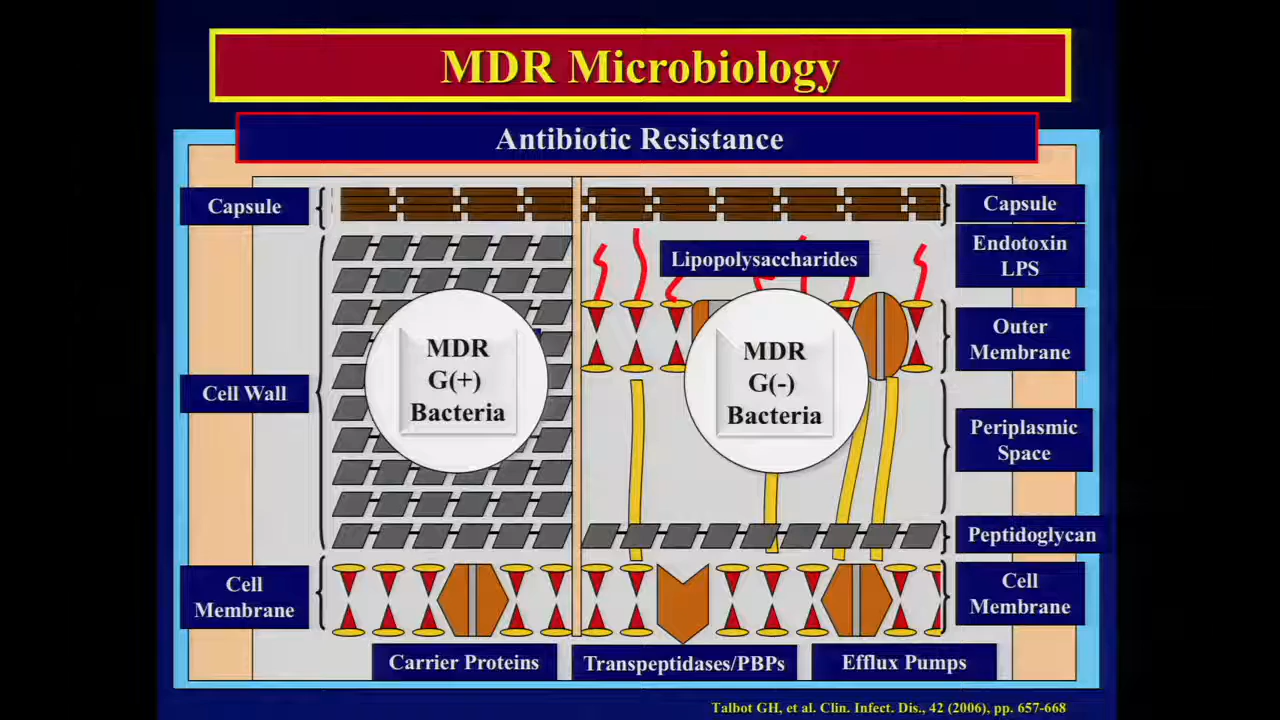 MDR Microbiology
Antibiotic Resistance
Capsule
Cell Wall
Cell
Membrane
MDR
G(+)
Bacteria
Lipopolysaccharides
MDR
G(-)
Bacteria
Capsule
Endotoxin
LPS
Outer
Membrane
Periplasmic
Space
Peptidoglycan
Cell
Membrane
Carrier Proteins
Transpeptidases/PBPs
Efflux Pumps
Talbot GH, et al. Clin. Infect. Dis., 42 (2006), pp. 657-668